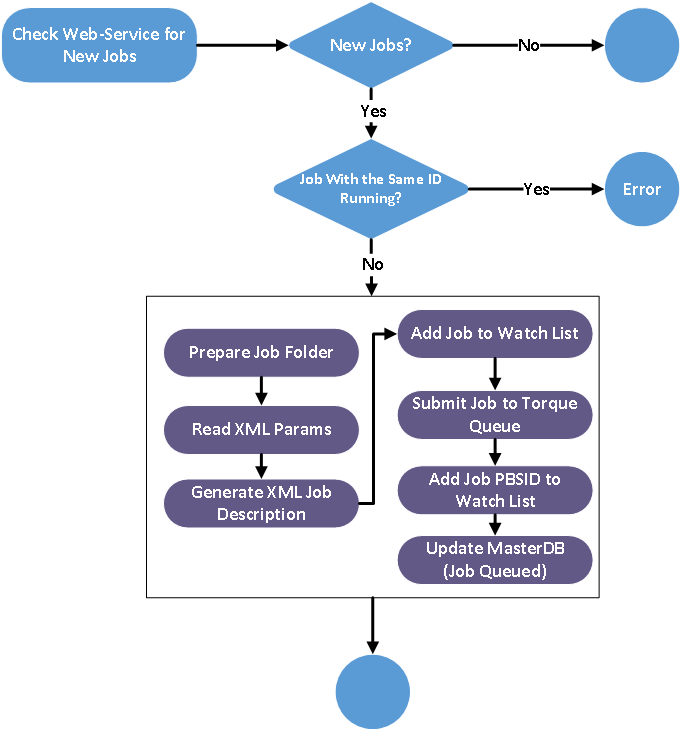 Check Web-Service for
New Jobs
New Jobs?
No
Yes
Job With the Same ID
Running?
Yes
Error
No
Prepare Job Folder
Read XML Params
Generate XML Job
Description
Add Job to Watch List
Submit Job to Torque
Queue
Add Job PBSID to
Watch List
Update MasterDB
(Job Queued)